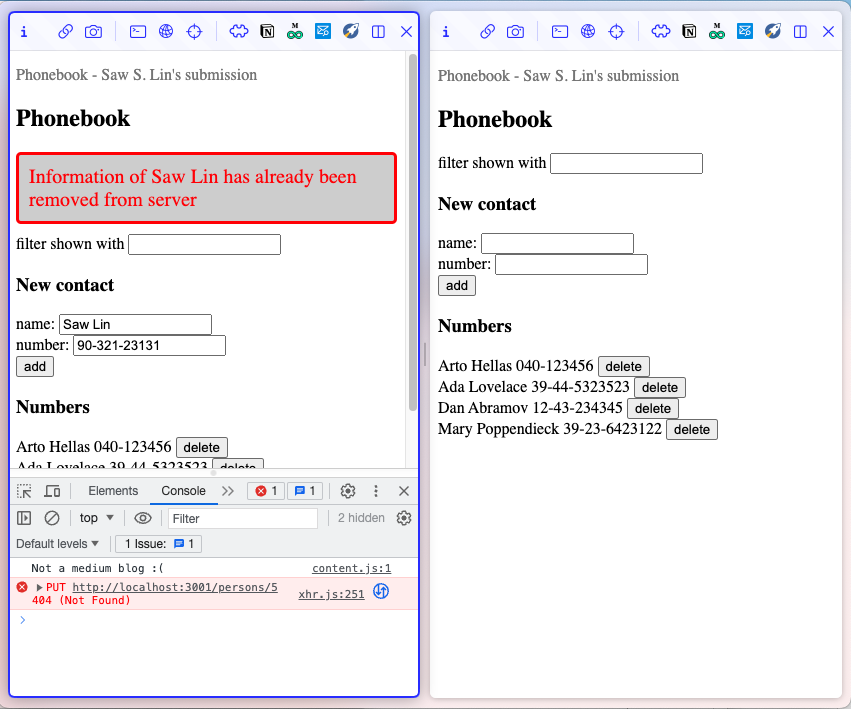 Phonebook - Saw S. Lin's submission
Phonebook
Information of Saw Lin has already been
removed from server
filter shown with
New contact
name: Saw Lin
number: 90-321-23131
add
Numbers
Arto Hellas 040-123456 delete
Ada Lovelace 39-44-5323523 delete
Elements Console 1 1
top Filter 2 hidden
Default levels 1 Issue: 1
Not a medium blog :( content.js:1
PUT http://localhost:3001/persons/5 xhr.js:251
404 (Not Found)
Phonebook - Saw S. Lin's submission
Phonebook
filter shown with
New contact
name:
number:
add
Numbers
Arto Hellas 040-123456 delete
Ada Lovelace 39-44-5323523 delete
Dan Abramov 12-43-234345 delete
Mary Poppendieck 39-23-6423122 delete